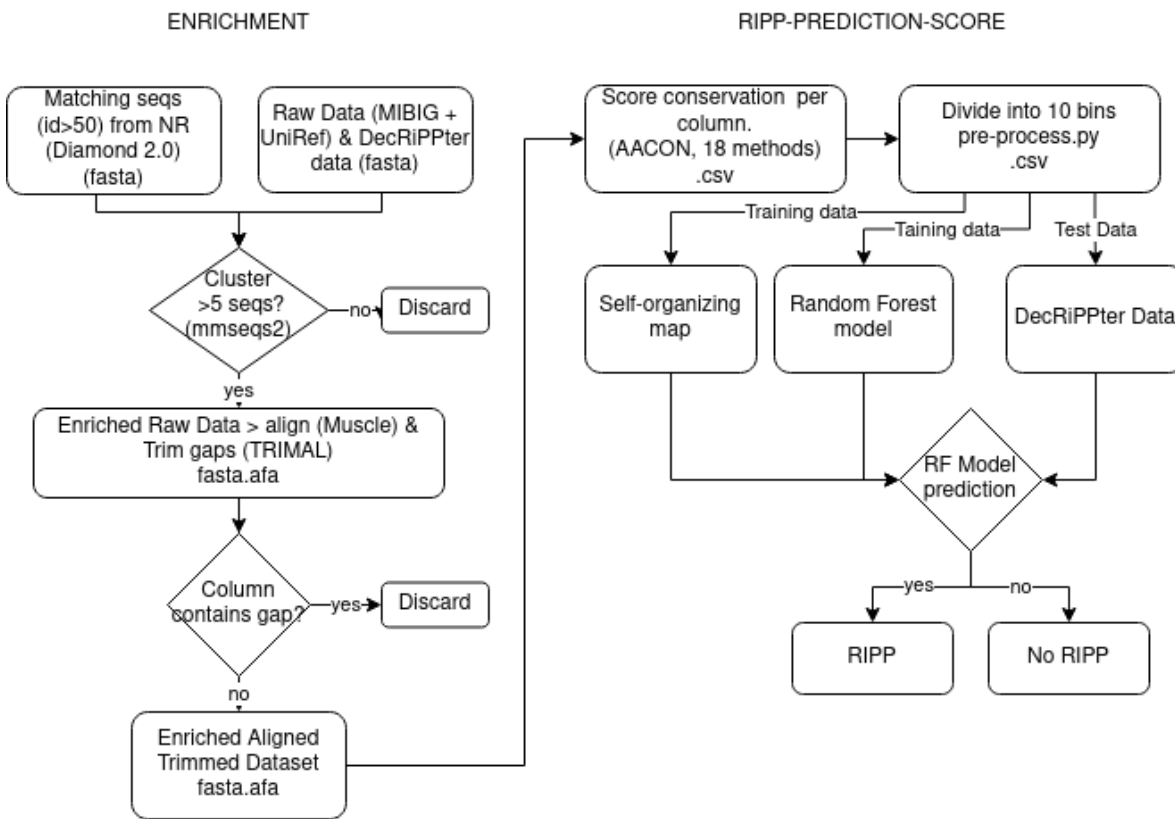 ENRICHMENT
RIPP-PREDICTION-SCORE
Matching seqs
(id>50) from NR
(Diamond 2.0)
(fasta)
Raw Data (MIBIG +
UniRef) & DecRiPPter
data (fasta)
Score conservation per
column.
(AACON, 18 methods)
.csv
Divide into 10 bins
pre-process.py
.csv
Training data
Taining data
Test Data
Cluster
>5 seqs?
(mmseqs2)
no
Discard
Self-organizing
map
Random Forest
model
DecRiPPter Data
yes
Enriched Raw Data > align (Muscle) &
Trim gaps (TRIMAL)
fasta.afa
RF Model
prediction
Column
contains gap?
yes
Discard
yes
no
RIPP
No RIPP
no
Enriched Aligned
Trimmed Dataset
fasta.afa